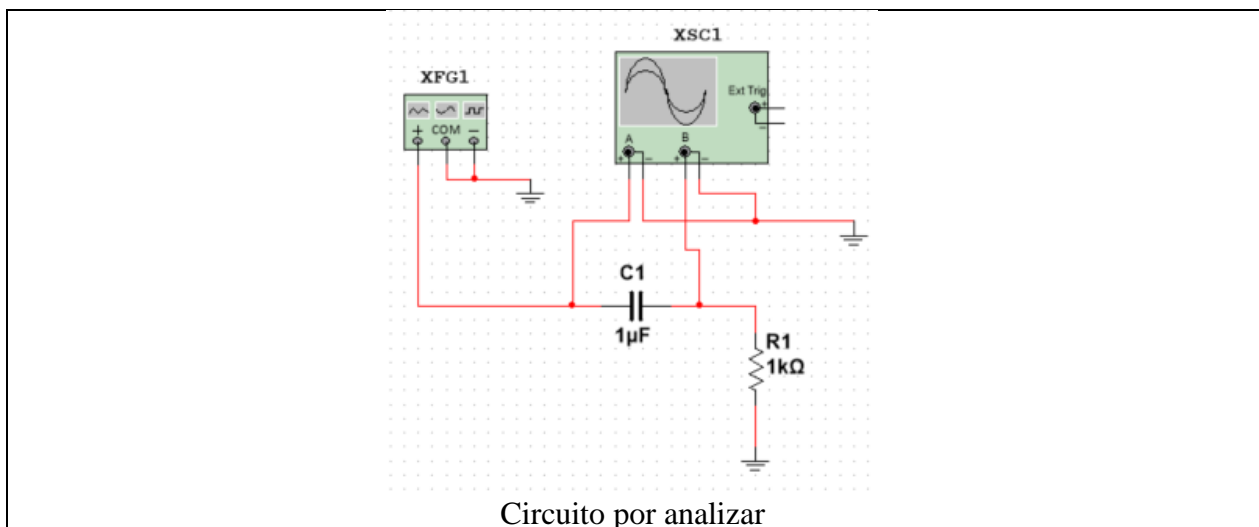 XSC1
XFG1
Ext Trig
+
−
+ COM −
A
B
+ − + −
C1
1µF
R1
1kΩ
Circuito por analizar